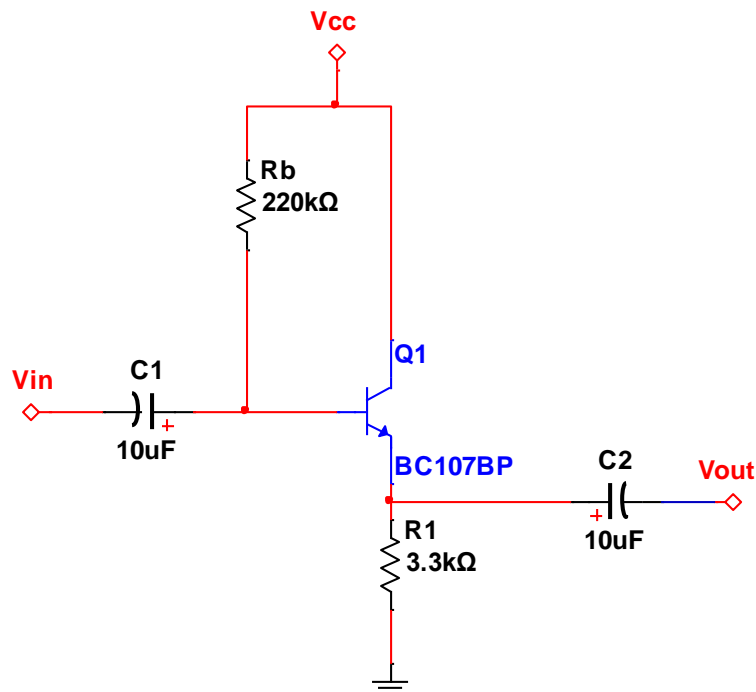 Vcc
Rb
220kΩ
Q1
C1
Vin
+
10uF
BC107BP
C2
Vout
+
10uF
R1
3.3kΩ